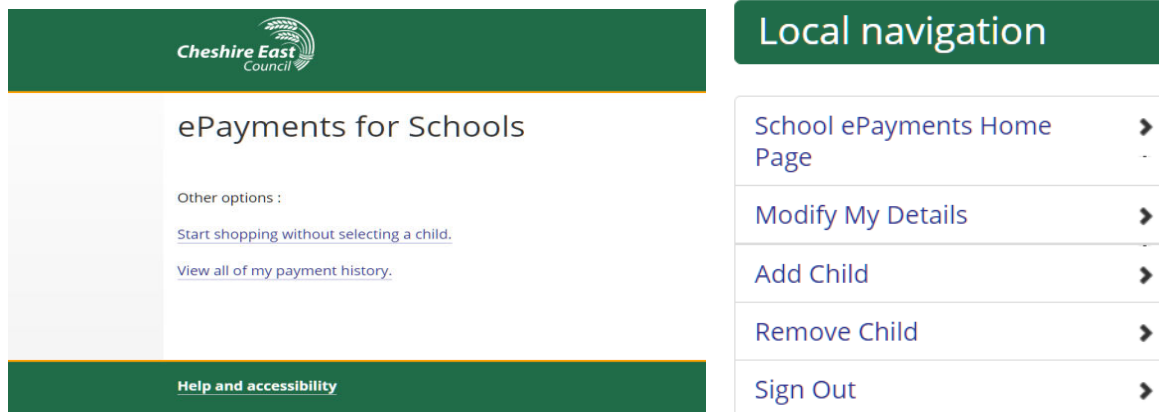 Cheshire East
Council
ePayments for Schools
Other options :
Start shopping without selecting a child.
View all of my payment history.
Help and accessibility
Local navigation
School ePayments Home
Page
Modify My Details
Add Child
Remove Child
Sign Out